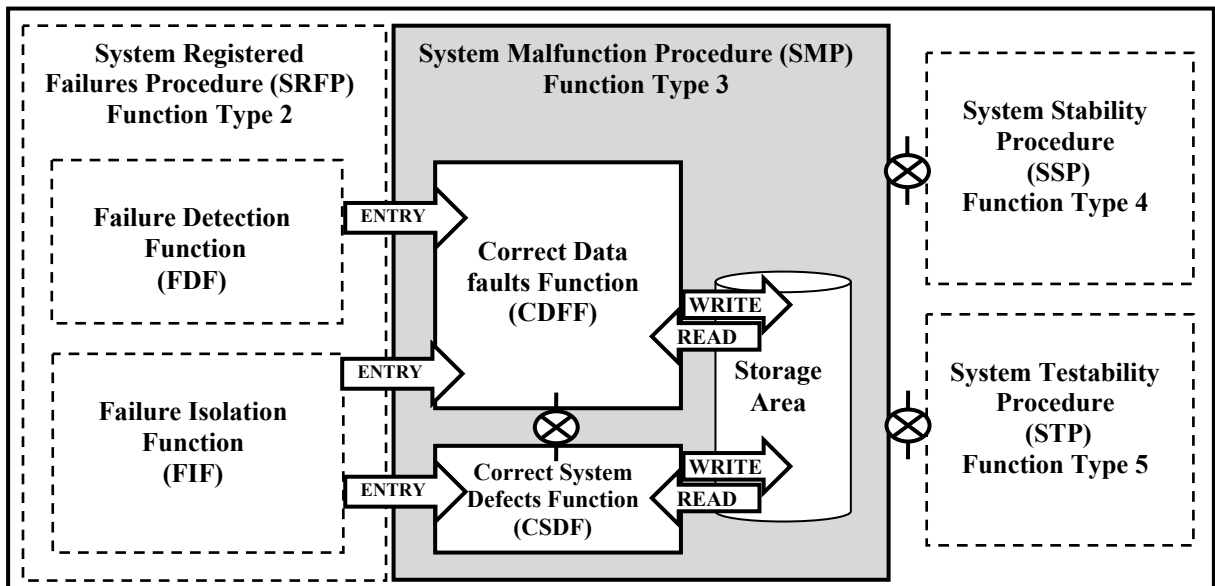 System Registered
Failures Procedure (SRFP)
Function Type 2
Failure Detection
Function
(FDF)
Failure Isolation
Function
(FIF)
System Malfunction Procedure (SMP)
Function Type 3
ENTRY
ENTRY
ENTRY
Correct Data
faults Function
(CDFF)
Correct System
Defects Function
(CSDF)
WRITE
READ
Storage
Area
WRITE
READ
System Stability
Procedure
(SSP)
Function Type 4
System Testability
Procedure
(STP)
Function Type 5